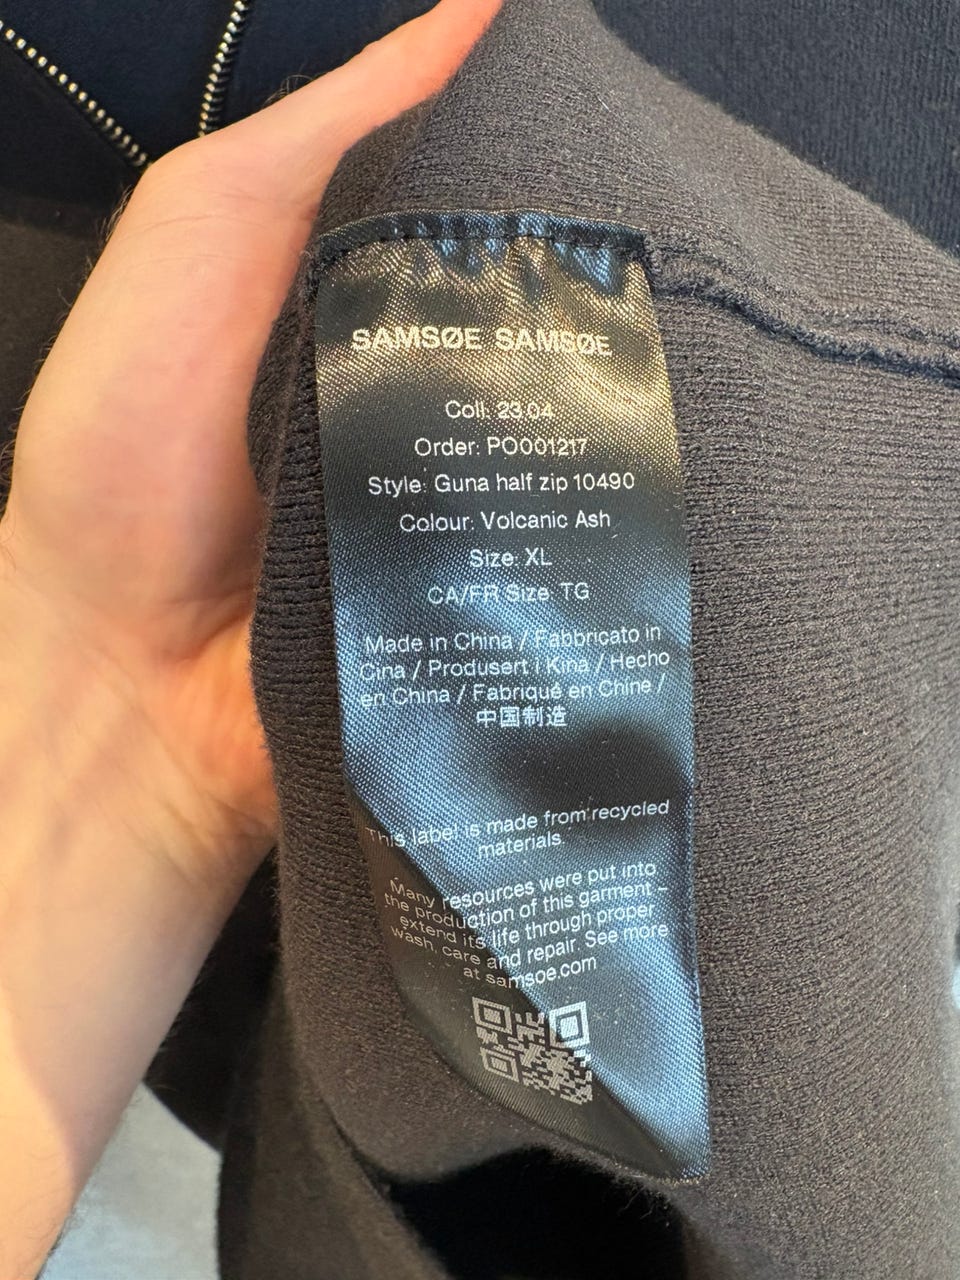 SAMSØE SAMSØE
Coll: 23.04
Order: PO001217
Style: Guna half zip 10490
Colour: Volcanic Ash
Size: XL
CA/FR Size: TG
Made in China / Fabbricato in
Cina / Produsert i Kina / Hecho
en China / Fabriqué en Chine /
中国制造
This label is made from recycled
materials.
Many resources were put into
the production of this garment –
extend its life through proper
wash, care and repair. See more
at samsoe.com